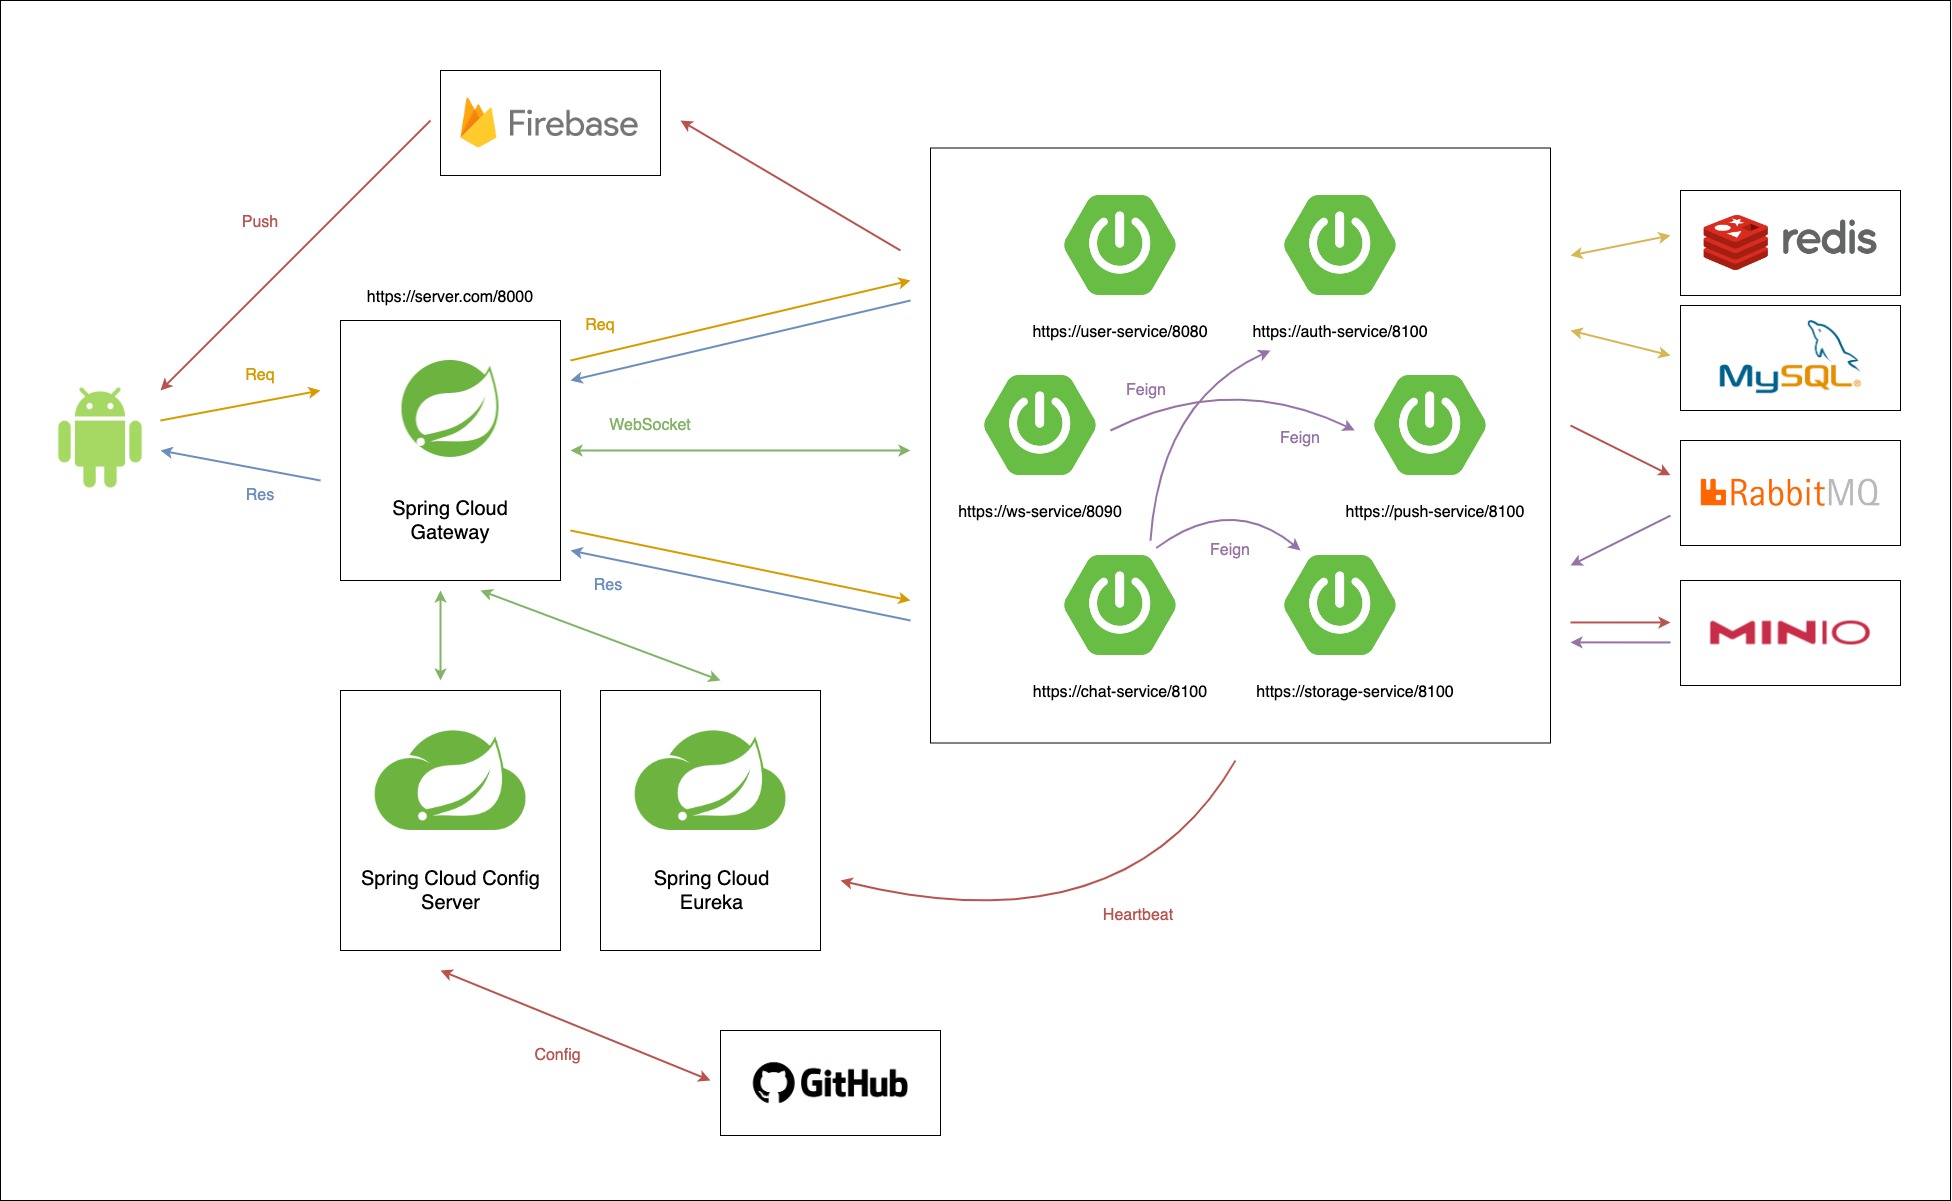 Firebase
Push
https://server.com/8000
Req
Req
Res
WebSocket
Res
Spring Cloud
Gateway
https://user-service/8080
https://auth-service/8100
Feign
Feign
https://ws-service/8090
https://push-service/8100
Feign
https://chat-service/8100
https://storage-service/8100
redis
MySQL
RabbitMQ
MINIO
Spring Cloud Config
Server
Spring Cloud
Eureka
Heartbeat
Config
GitHub